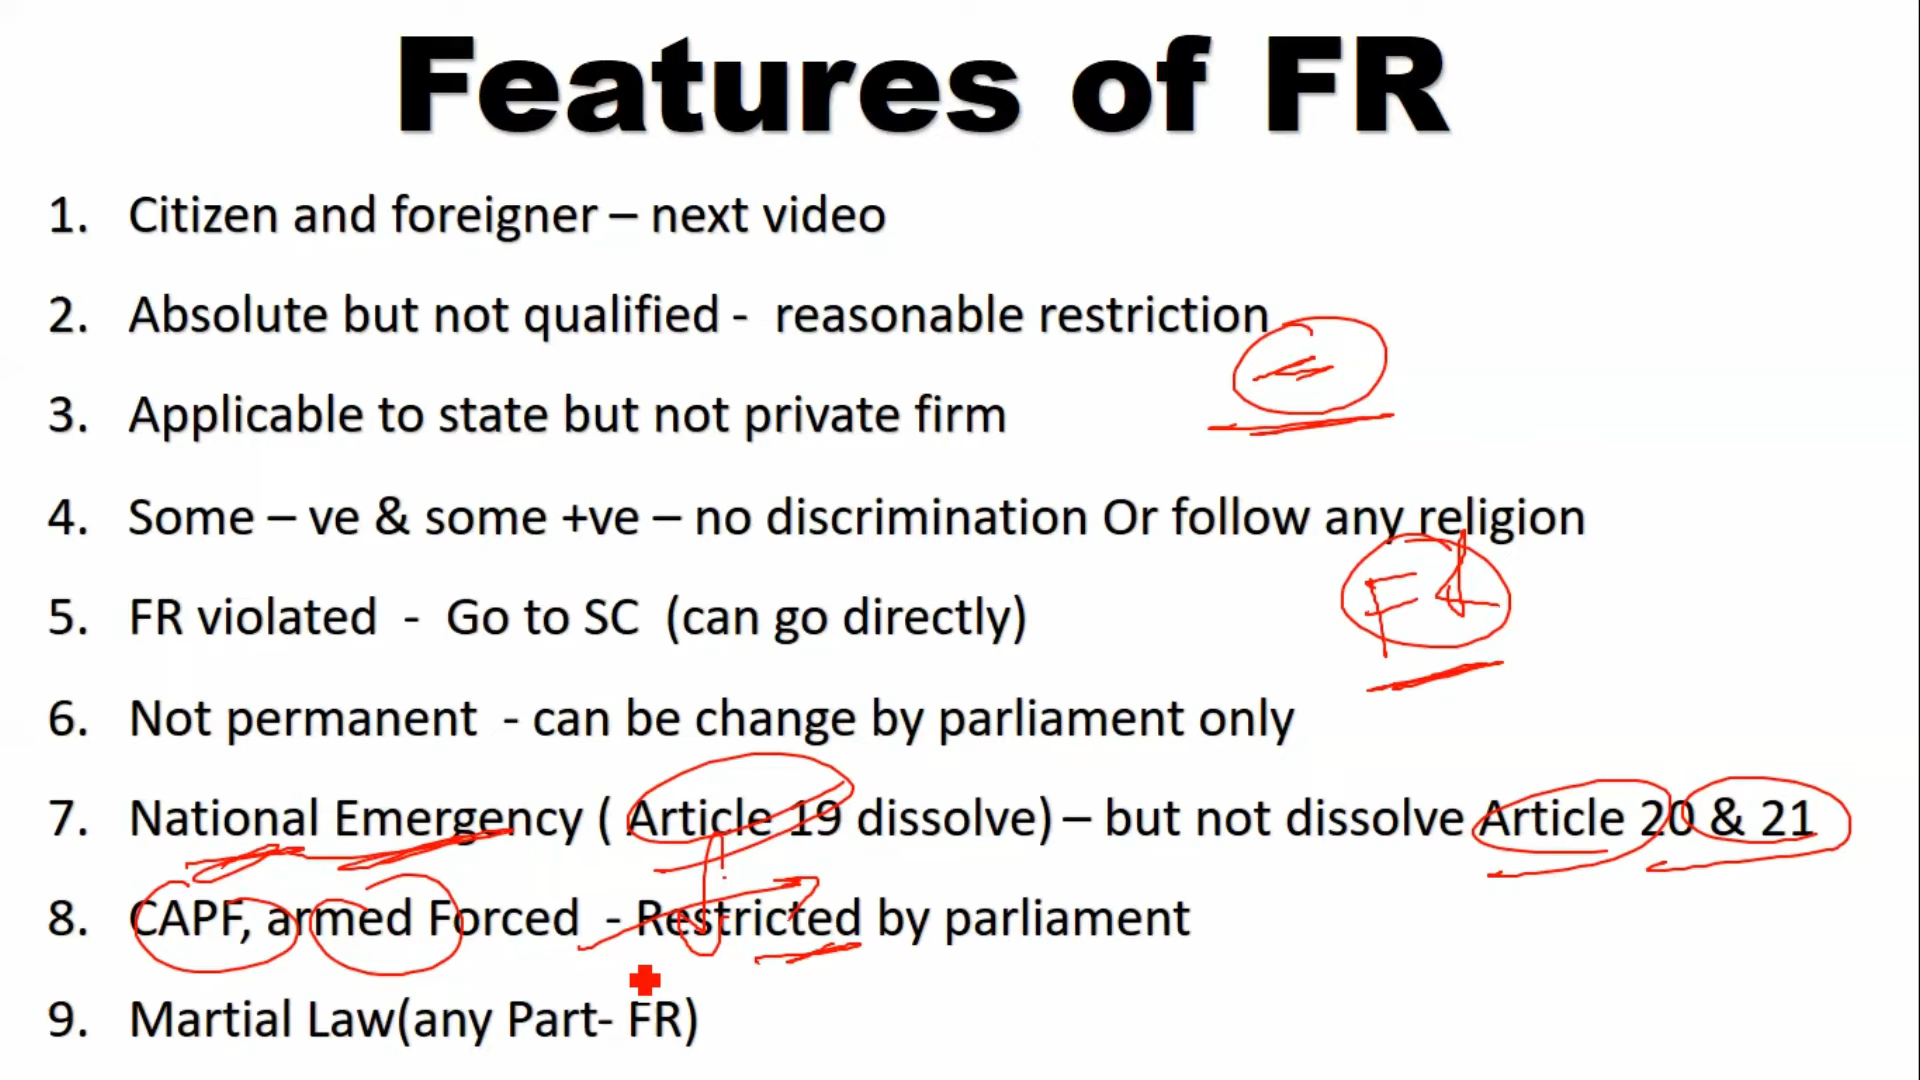 Features of FR
1. Citizen and foreigner – next video
2. Absolute but not qualified - reasonable restriction
3. Applicable to state but not private firm
4. Some – ve & some +ve – no discrimination Or follow any religion
5. FR violated - Go to SC (can go directly)
6. Not permanent - can be change by parliament only
7. National Emergency ( Article 19 dissolve) – but not dissolve Article 20 & 21
8. CAPF, armed Forced - Restricted by parliament
9. Martial Law(any Part- FR)